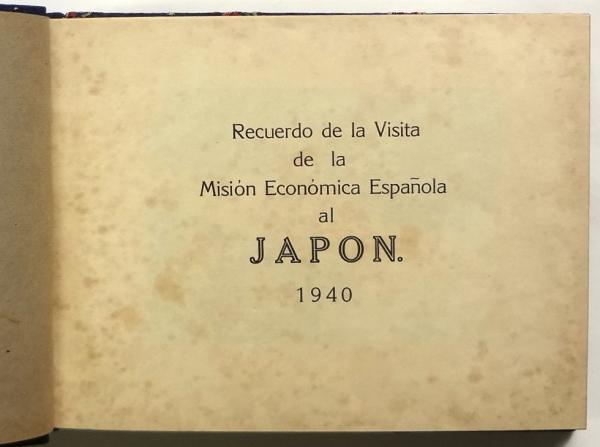 Recuerdo de la Visita
de la
Misión Económica Española
al
JAPON.
1940